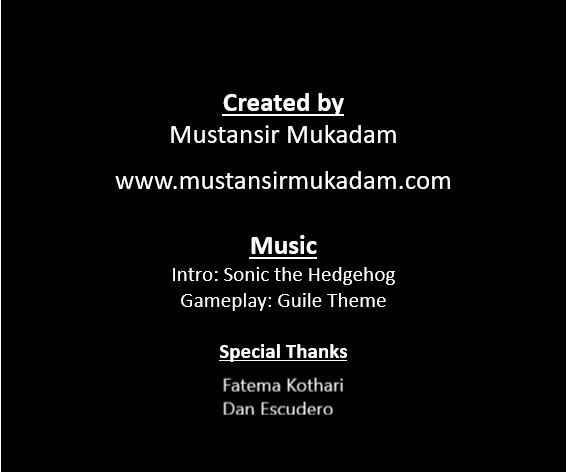 Created by
Mustansir Mukadam
www.mustansirmukadam.com
Music
Intro: Sonic the Hedgehog
Gameplay: Guile Theme
Special Thanks
Fatema Kothari
Dan Escudero